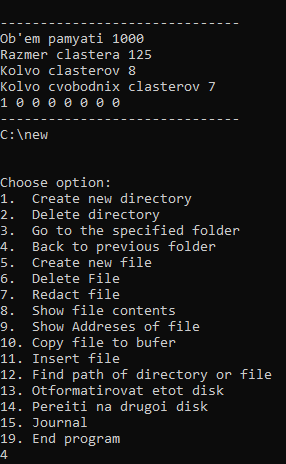 ------------------------------
Ob'em pamyati 1000
Razmer clastera 125
Kolvo clasterov 8
Kolvo cvobodnix clasterov 7
1 0 0 0 0 0 0 0
------------------------------
C:\new
Choose option:
1.  Create new directory
2.  Delete directory
3.  Go to the specified folder
4.  Back to previous folder
5.  Create new file
6.  Delete File
7.  Redact file
8.  Show file contents
9.  Show Addreses of file
10. Copy file to bufer
11. Insert file
12. Find path of directory or file
13. Otformatirovat etot disk
14. Pereiti na drugoi disk
15. Journal
19. End program
4